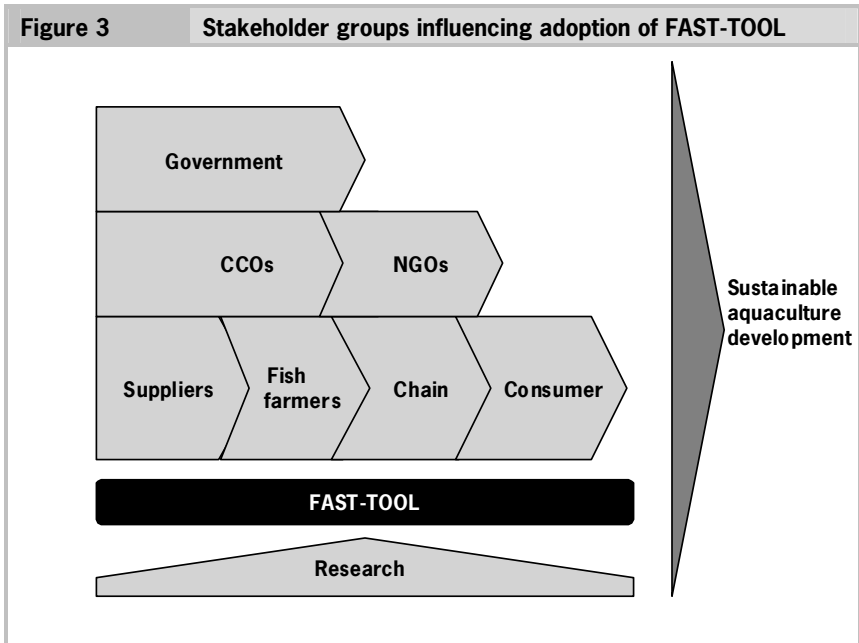 Figure 3 Stakeholder groups influencing adoption of FAST-TOOL
Government
CCOs NGOs
Suppliers Fish farmers Chain Consumer
FAST-TOOL
Research
Sustainable
aquaculture
development